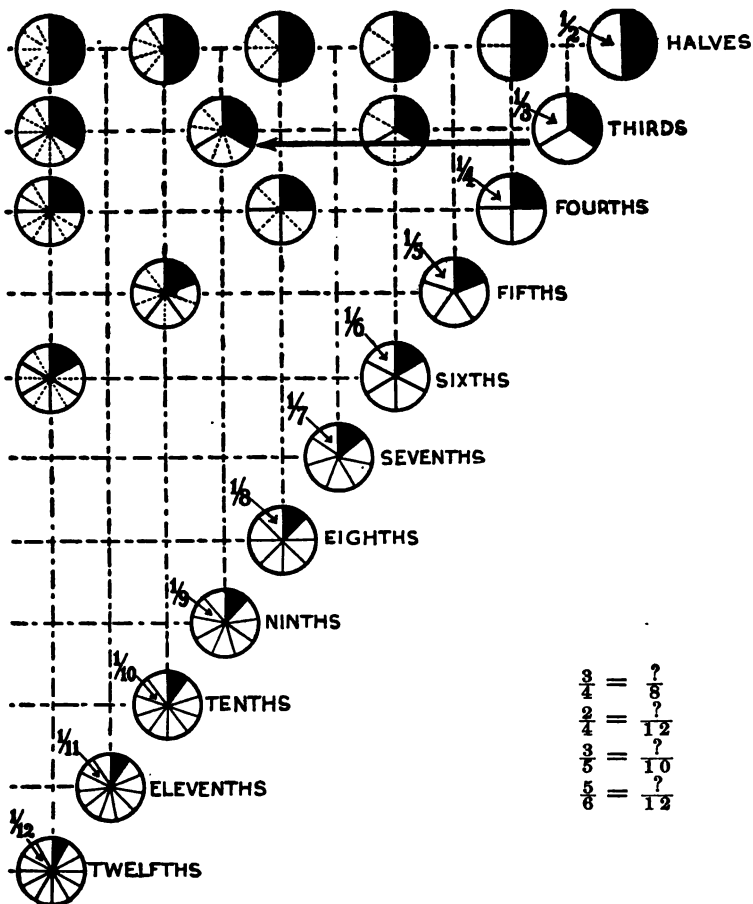 1/2 HALVES
1/3 THIRDS
1/4 FOURTHS
1/5 FIFTHS
1/6 SIXTHS
1/7 SEVENTHS
1/8 EIGHTHS
1/9 NINTHS
1/10 TENTHS
1/11 ELEVENTHS
1/12 TWELFTHS
3/4 = ?/8
2/4 = ?/12
3/5 = ?/10
5/6 = ?/12